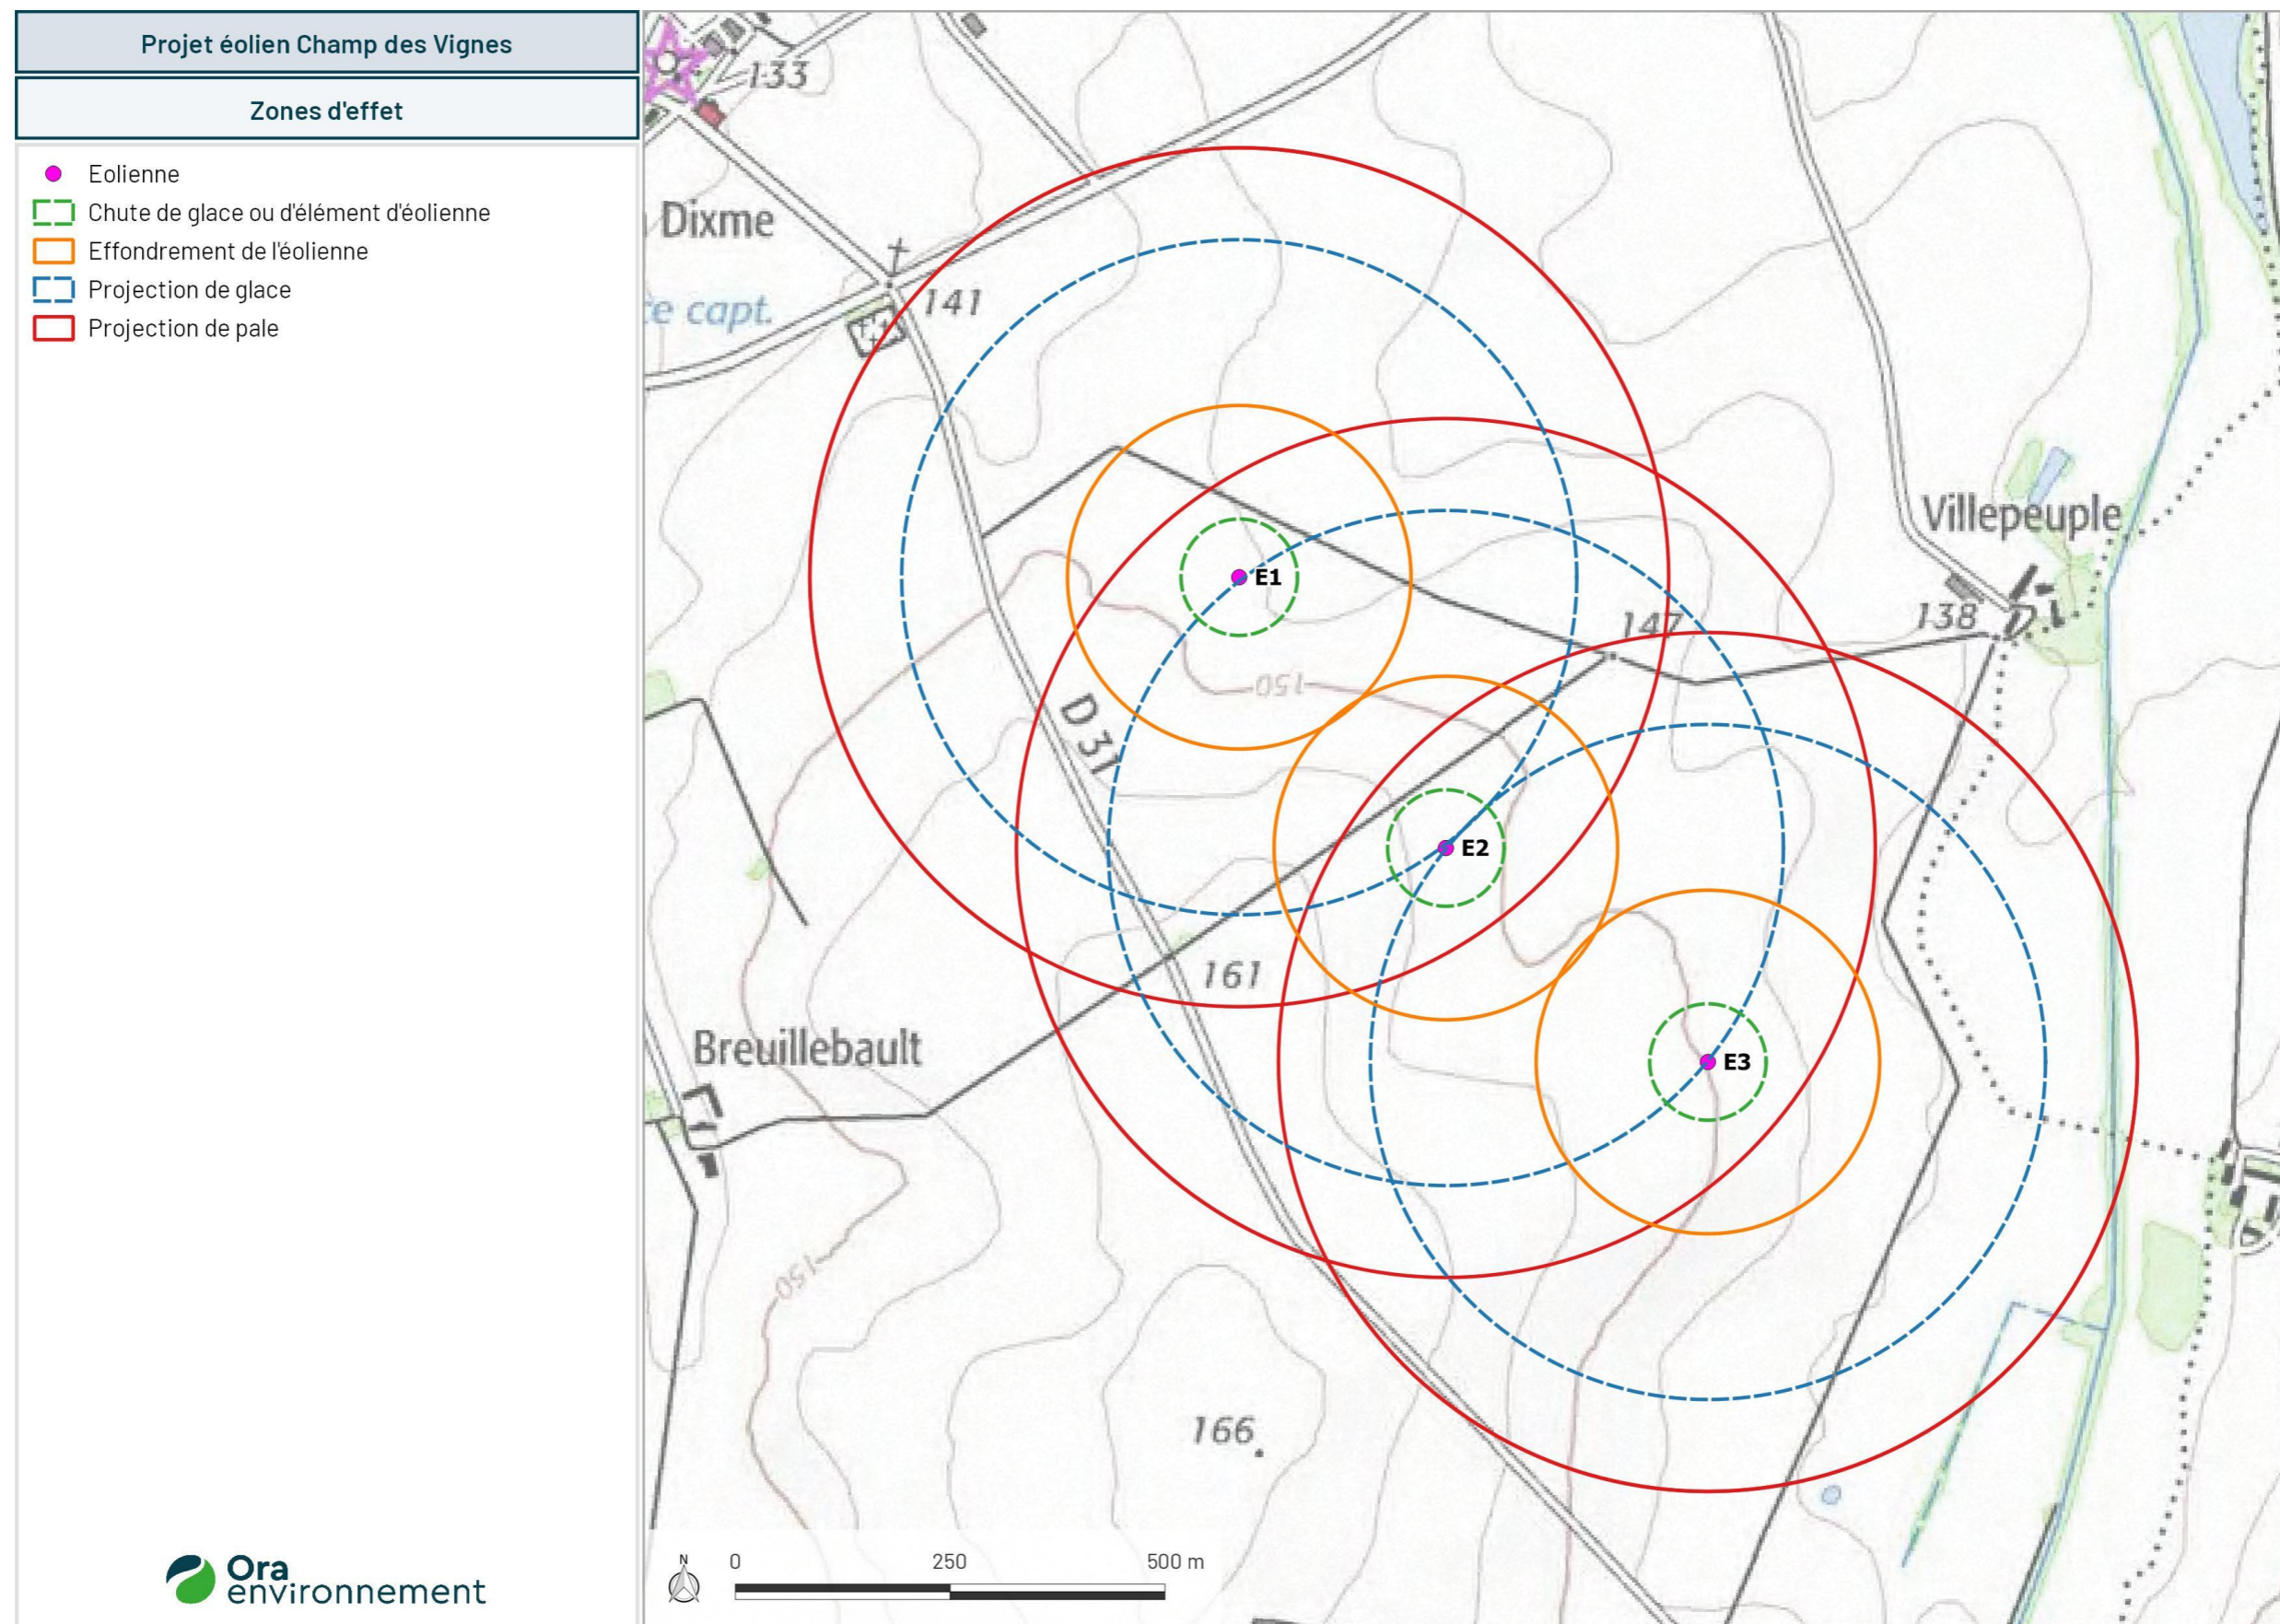 Projet éolien Champ des Vignes
Zones d'effet
Eolienne
Chute de glace ou d'élément d'éolienne
Effondrement de l'éolienne
Projection de glace
Projection de pale
Ora
environnement
133
Dixme
141
capt.
E1
Villepeuple
147
138
150
D 31
E2
161
Breuillebault
E3
150
166
N
0
250
500 m